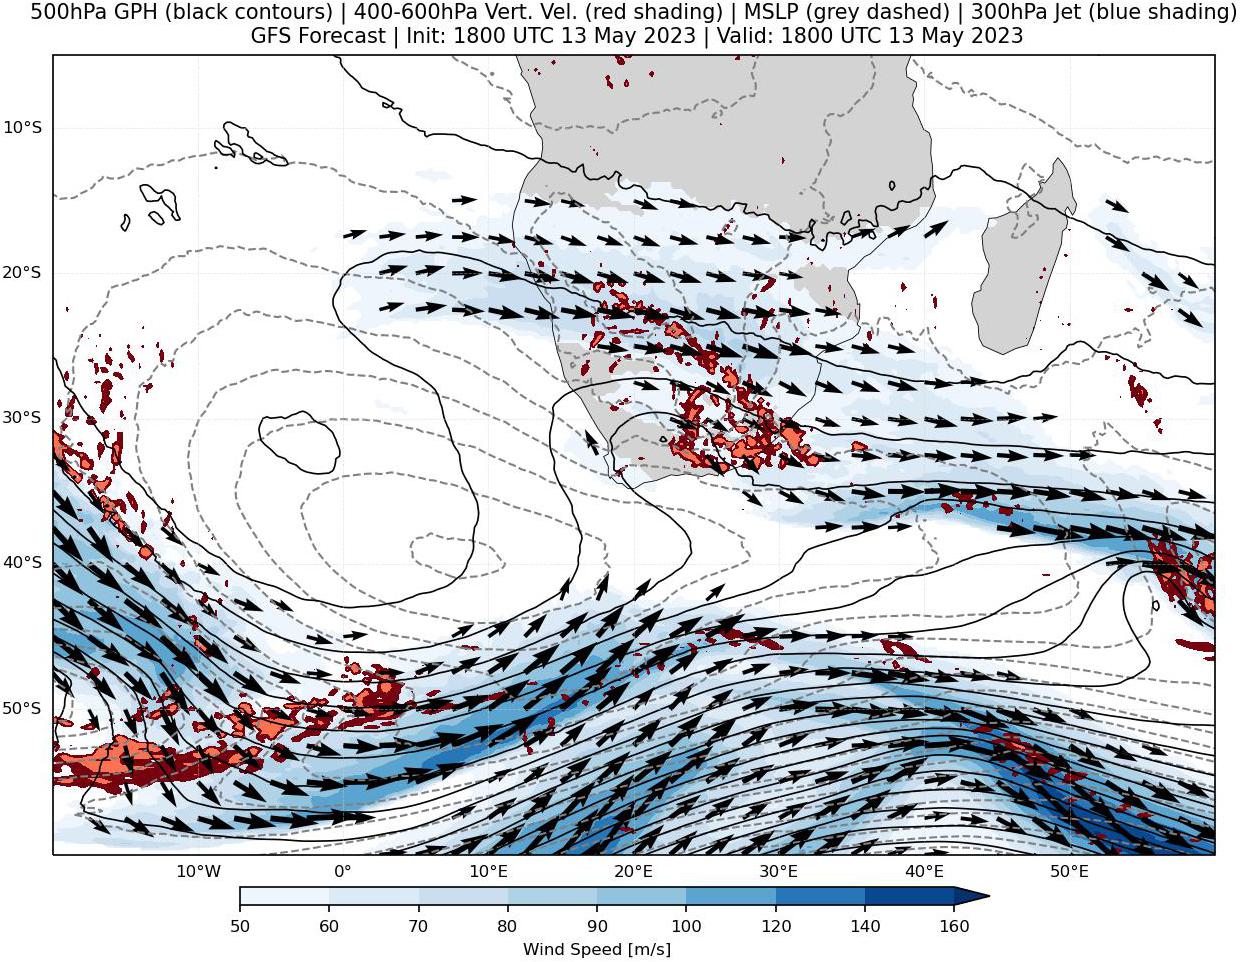 500hPa GPH (black contours) | 400-600hPa Vert. Vel. (red shading) | MSLP (grey dashed) | 300hPa Jet (blue shading)
GFS Forecast | Init: 1800 UTC 13 May 2023 | Valid: 1800 UTC 13 May 2023
10°S
20°S
30°S
40°S
50°S
10°W 0° 10°E 20°E 30°E 40°E 50°E
50 60 70 80 90 100 120 140 160
Wind Speed [m/s]